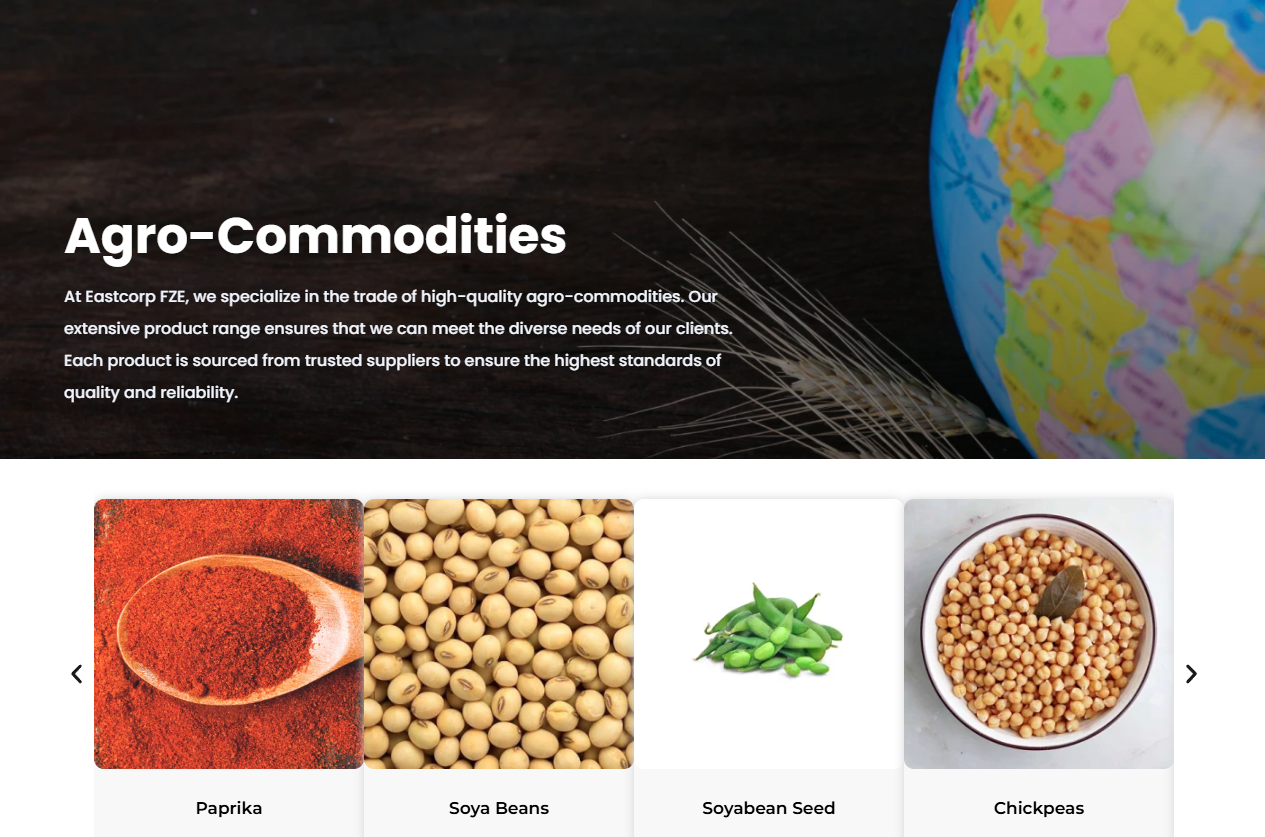 Agro-Commodities
At Eastcorp FZE, we specialize in the trade of high-quality agro-commodities. Our
extensive product range ensures that we can meet the diverse needs of our clients.
Each product is sourced from trusted suppliers to ensure the highest standards of
quality and reliability.
Paprika
Soya Beans
Soyabean Seed
Chickpeas